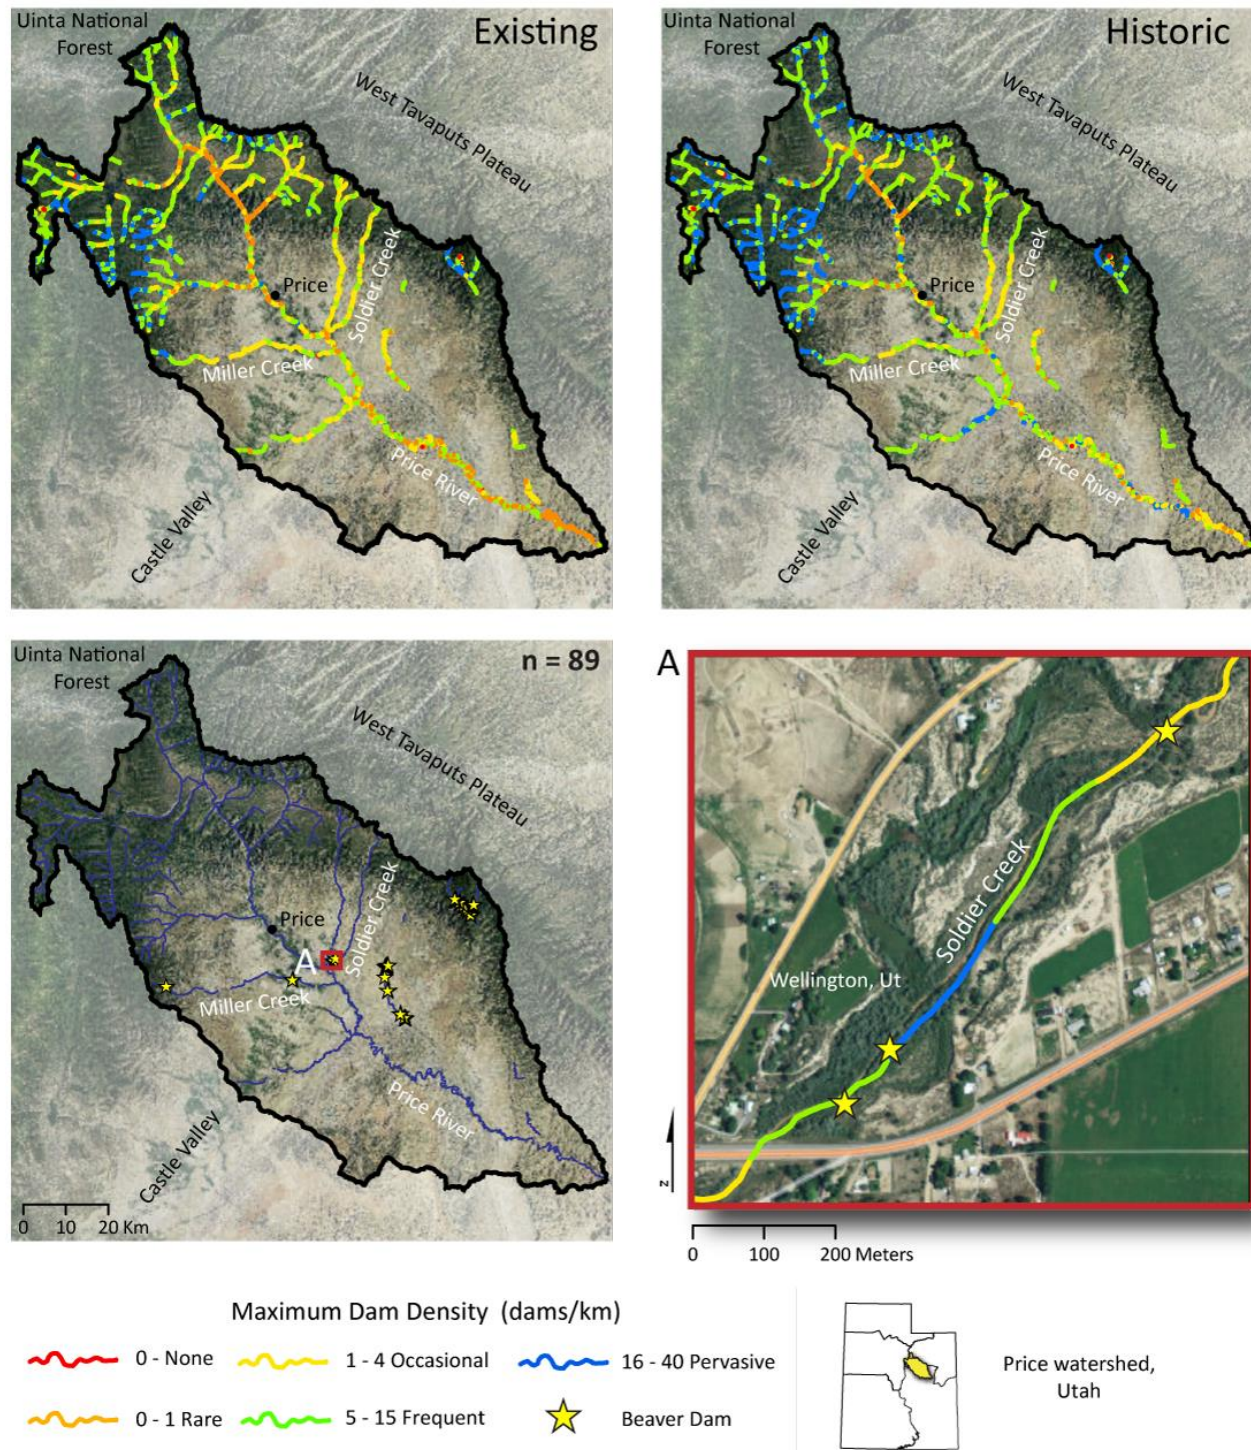 Uinta National
Forest
Existing
West Tavaputs Plateau
Price
Soldier Creek
Miller Creek
Price River
Castle Valley
Uinta National
Forest
Historic
West Tavaputs Plateau
Price
Soldier Creek
Miller Creek
Price River
Castle Valley
Uinta National
Forest
n = 89
West Tavaputs Plateau
Price
A
Soldier Creek
Miller Creek
Price River
Castle Valley
0 10 20 Km
A
Soldier Creek
Wellington, Ut
z
0 100 200 Meters
Maximum Dam Density (dams/km)
0 - None
1 - 4 Occasional
16 - 40 Pervasive
0 - 1 Rare
5 - 15 Frequent
Beaver Dam
Price watershed,
Utah